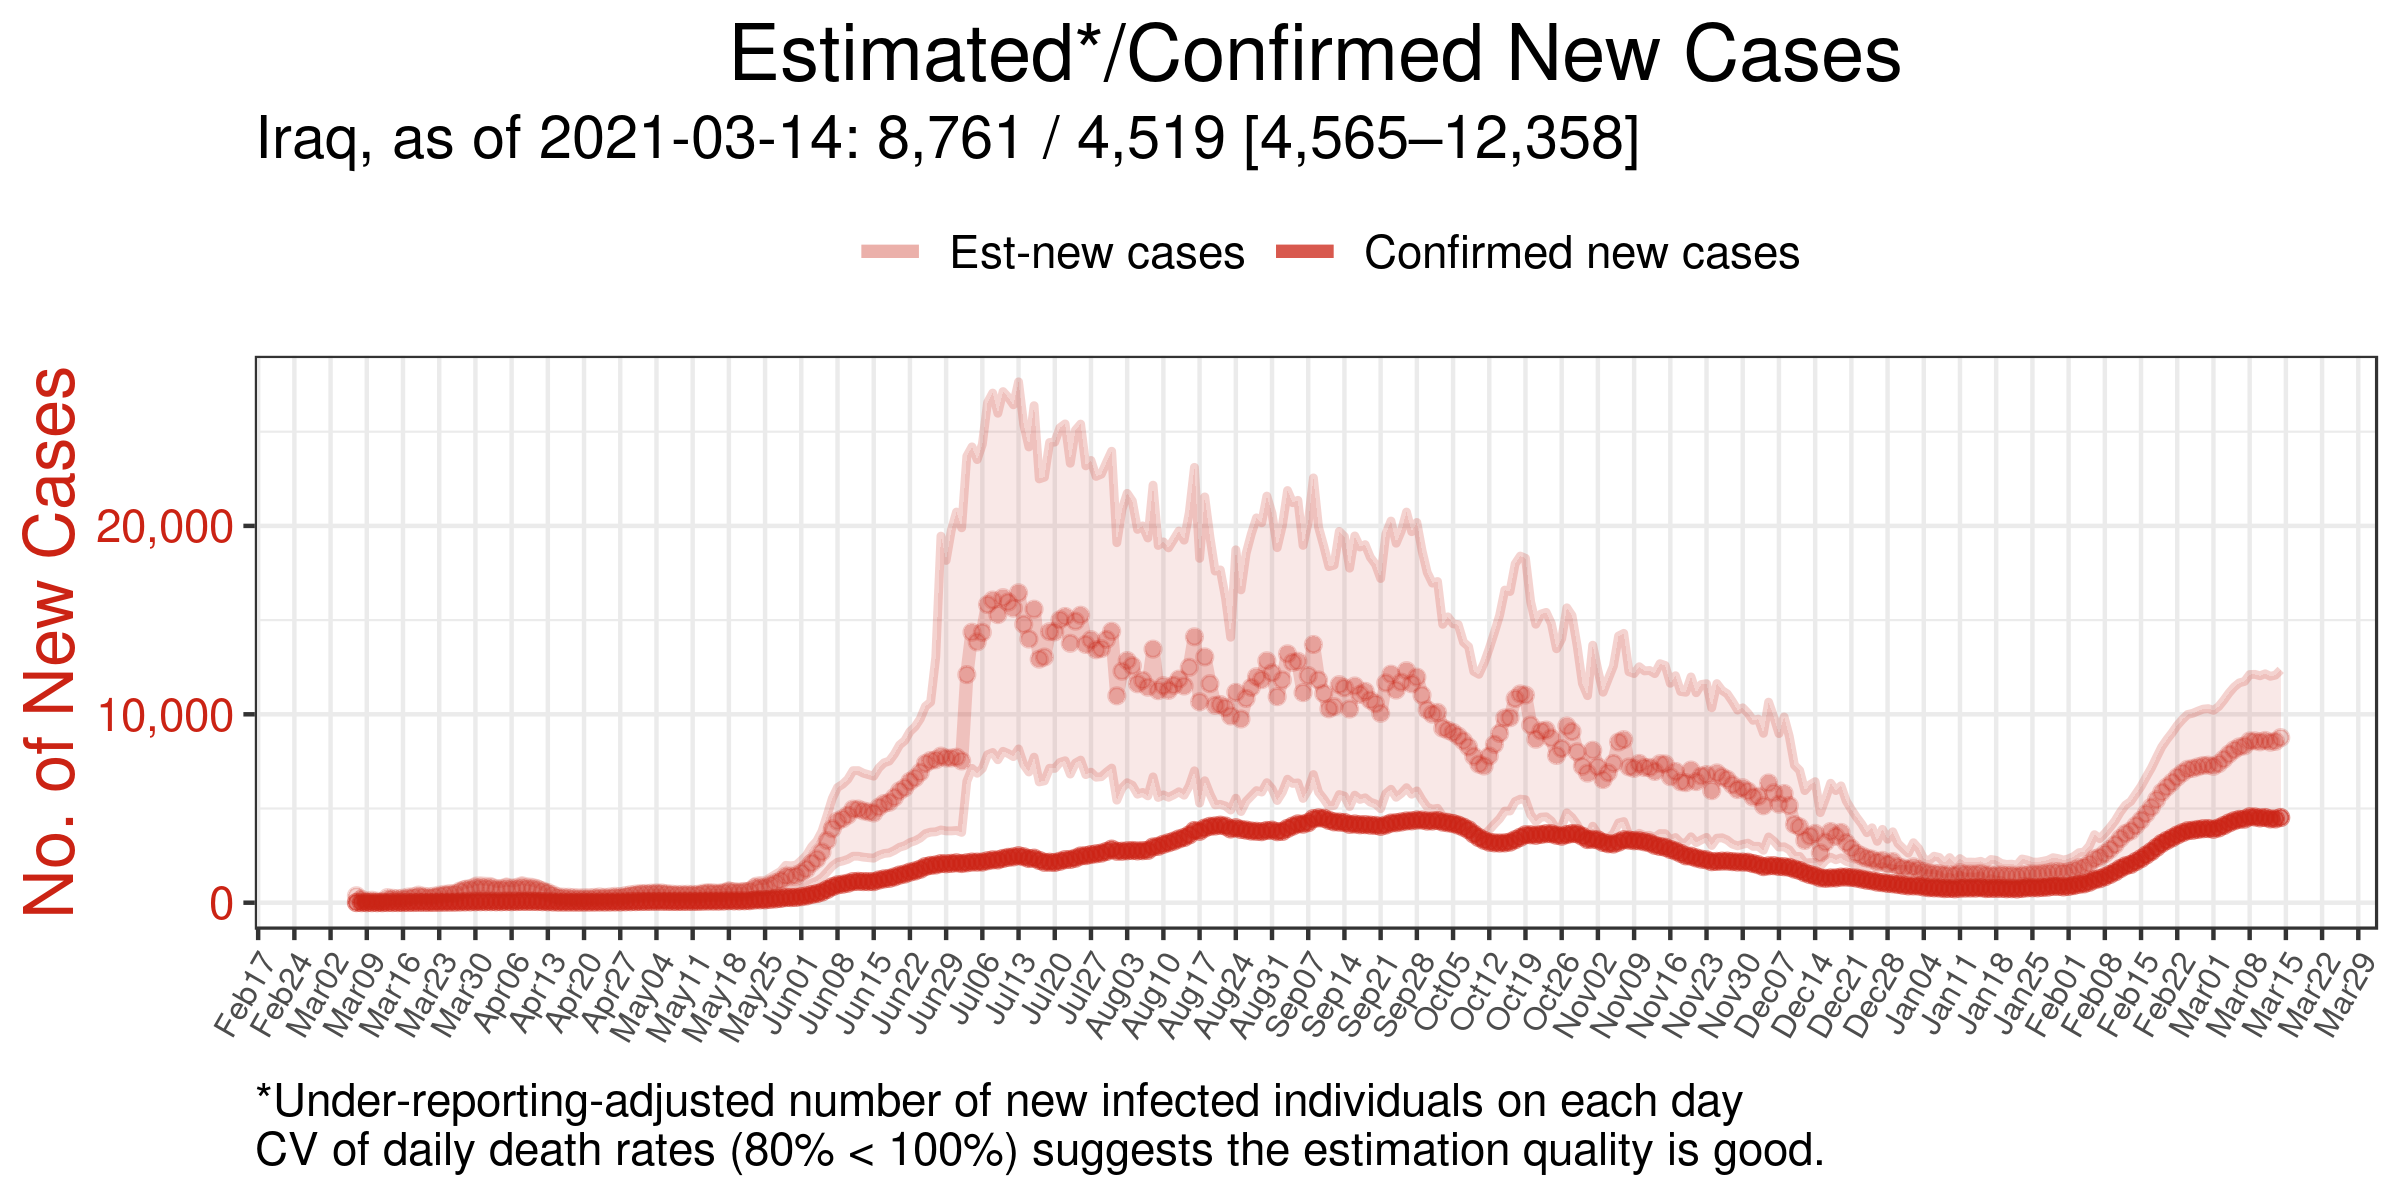 Estimated*/Confirmed New Cases
Iraq, as of 2021-03-14: 8,761 / 4,519 [4,565–12,358]
Est-new cases Confirmed new cases
No. of New Cases
20,000
10,000
0
Feb17 Feb24 Mar02 Mar09 Mar16 Mar23 Mar30 Apr06 Apr13 Apr20 Apr27 May04 May11 May18 May25 Jun01 Jun08 Jun15 Jun22 Jun29 Jul06 Jul13 Jul20 Jul27 Aug03 Aug10 Aug17 Aug24 Aug31 Sep07 Sep14 Sep21 Sep28 Oct05 Oct12 Oct19 Oct26 Nov02 Nov09 Nov16 Nov23 Nov30 Dec07 Dec14 Dec21 Dec28 Jan04 Jan11 Jan18 Jan25 Feb01 Feb08 Feb15 Feb22 Mar01 Mar08 Mar15 Mar22 Mar29
*Under-reporting-adjusted number of new infected individuals on each day
CV of daily death rates (80% < 100%) suggests the estimation quality is good.